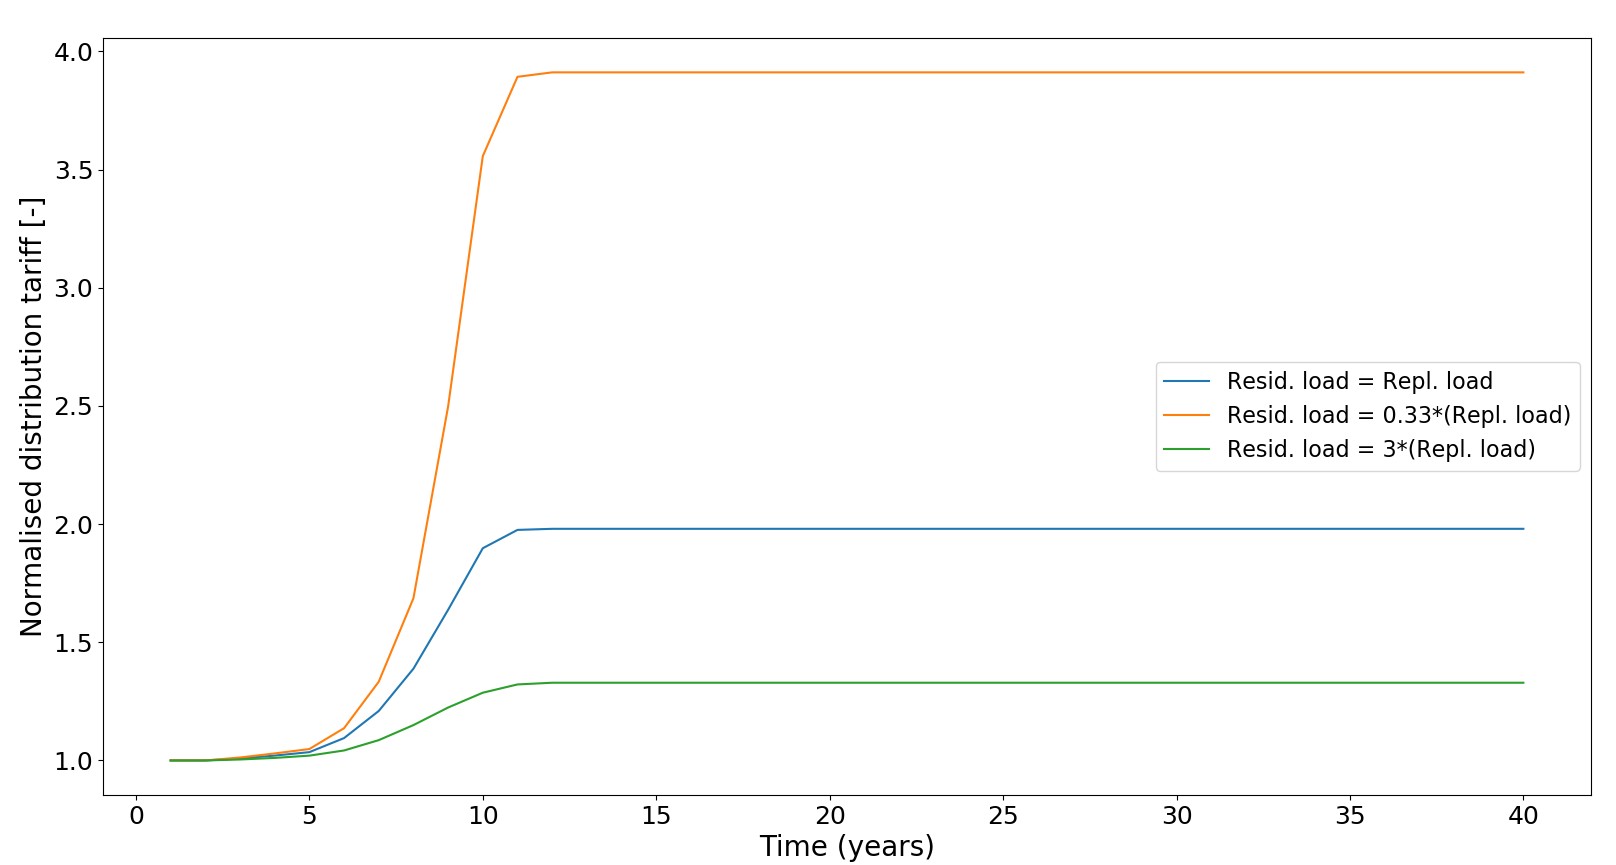 4.0
3.5
3.0
2.5
2.0
1.5
1.0
Normalised distribution tariff [-]
Resid. load = Repl. load
Resid. load = 0.33*(Repl. load)
Resid. load = 3*(Repl. load)
0 5 10 15 20 25 30 35 40
Time (years)